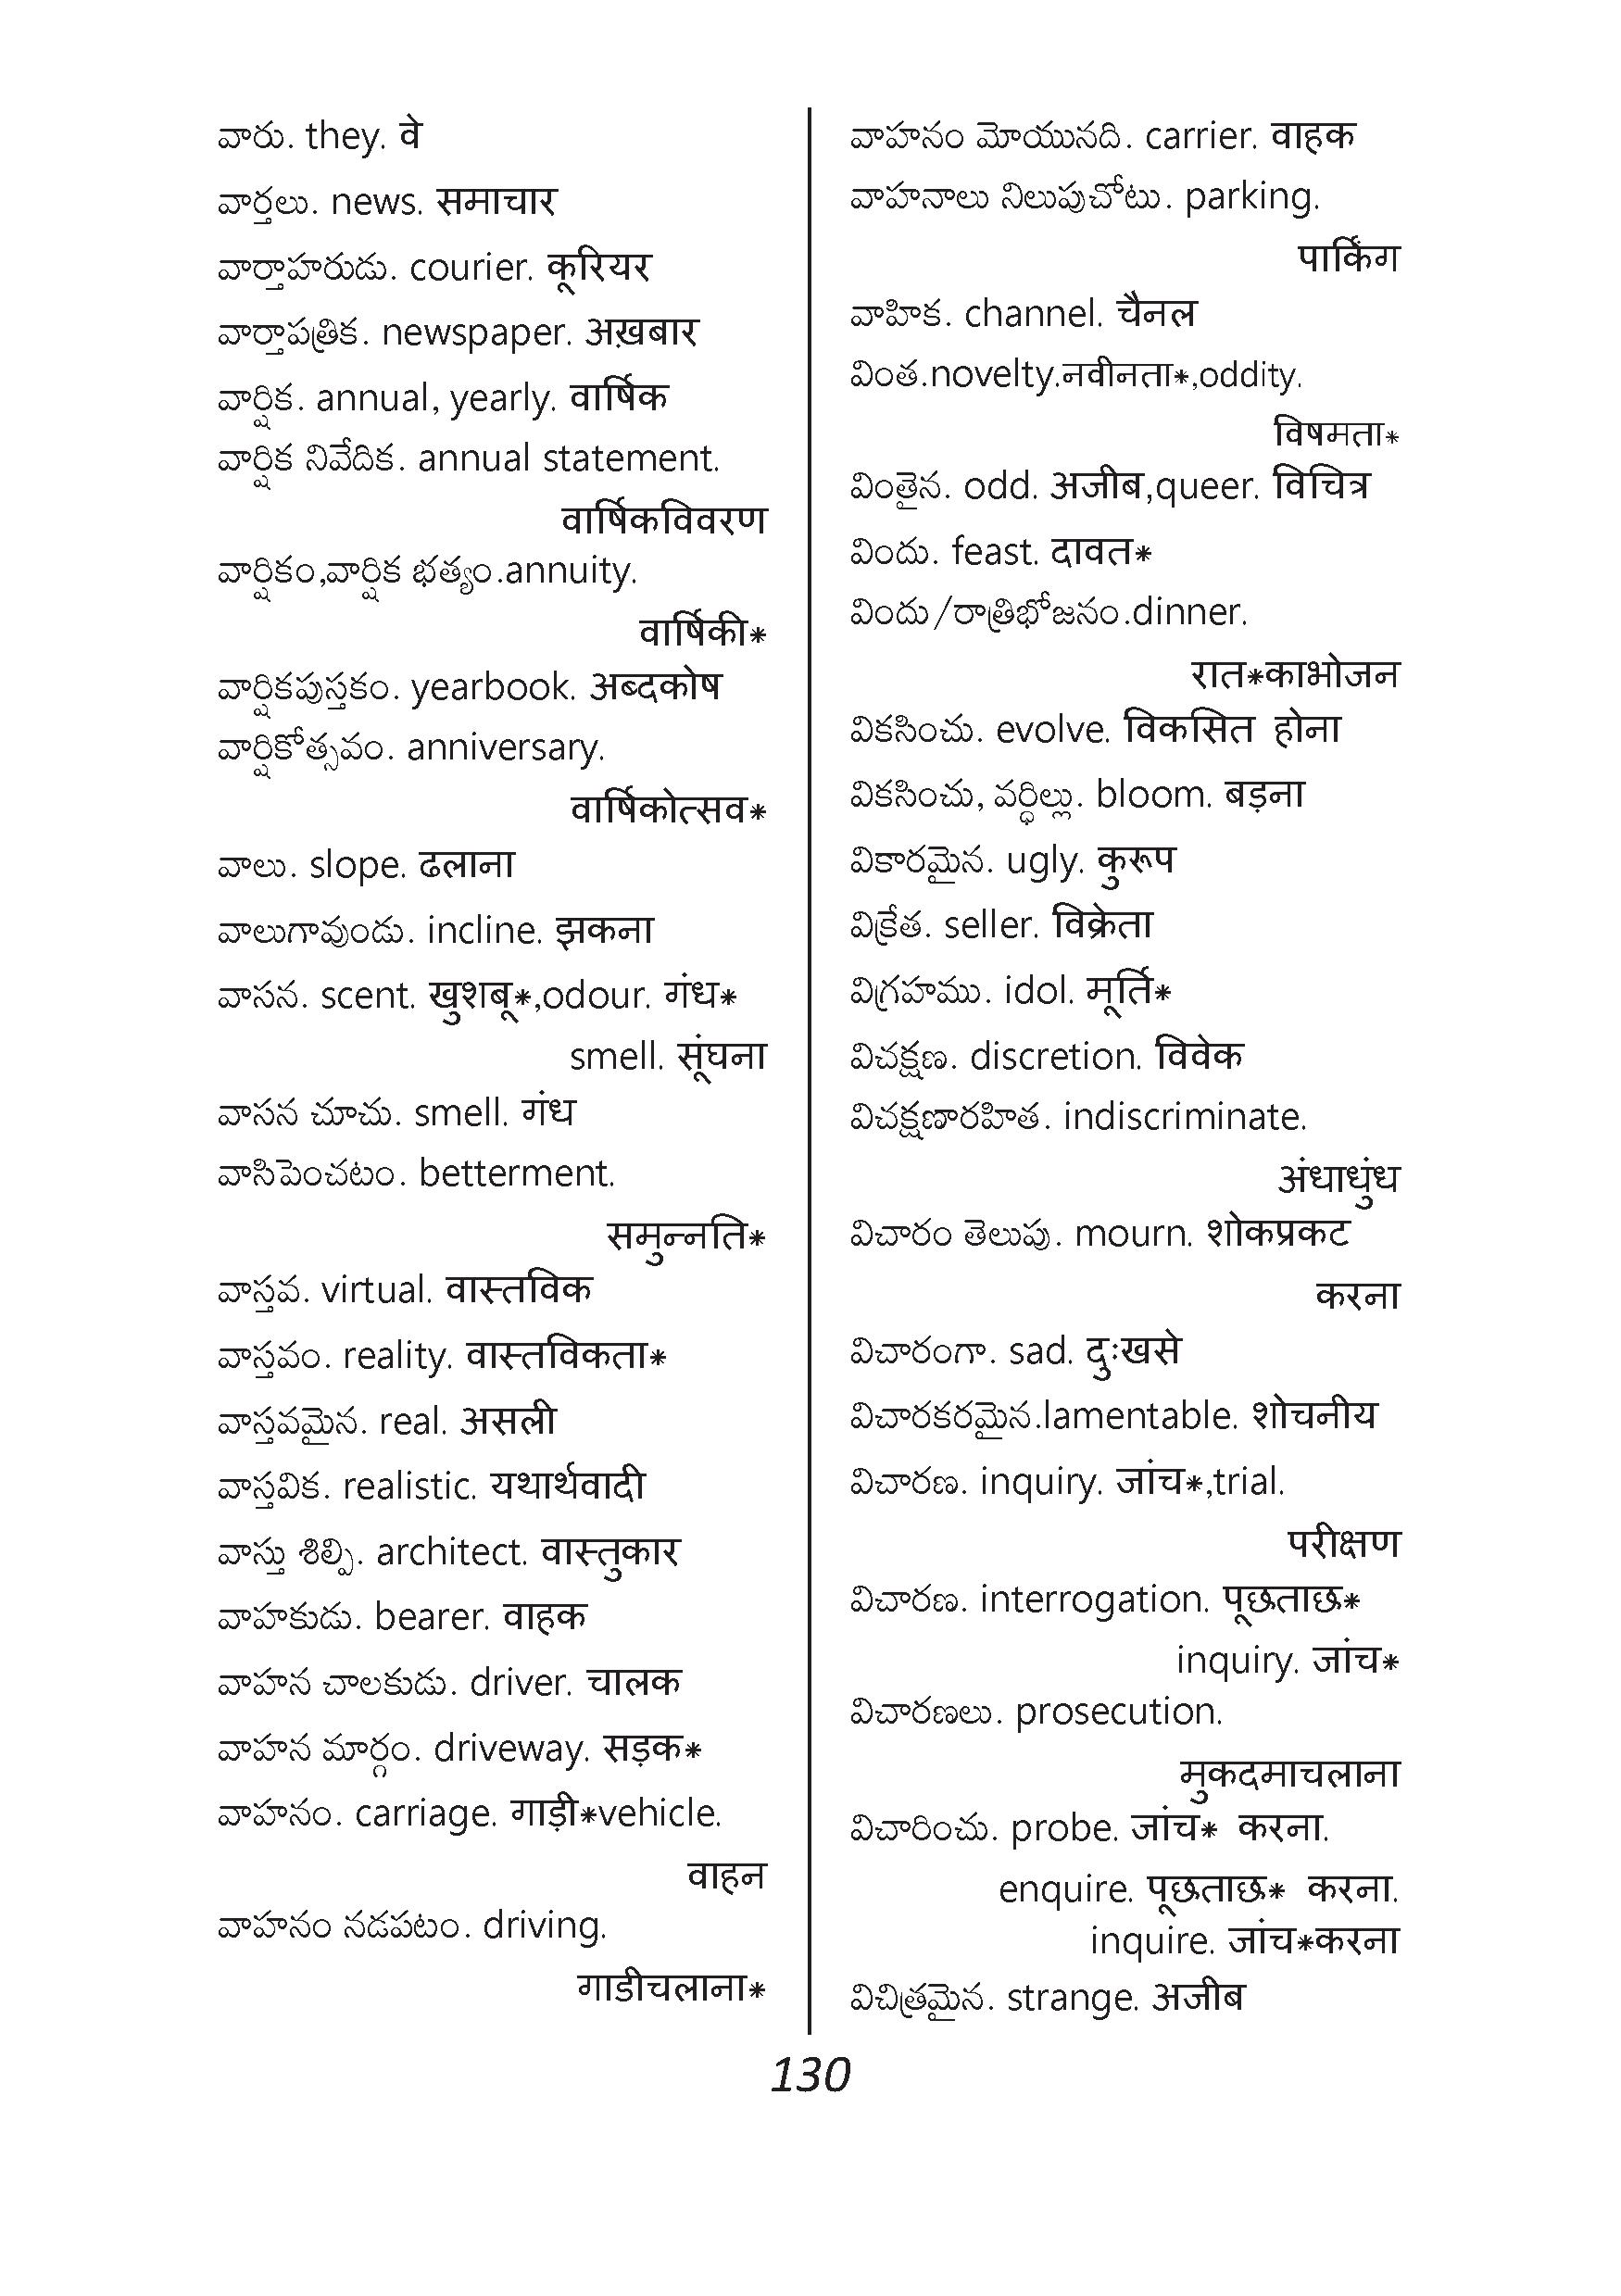 వారు. they. वे
వార్తలు. news. समाचार
వార్తాహరుడు. courier. कूरियर
వార్తాపత్రిక. newspaper. अख़बार
వార్షిక. annual, yearly. वार्षिक
వార్షిక నివేదిక. annual statement.
वार्षिकविवरण
వార్షికం,వార్షిక భత్యం.annuity.
वार्षिकी*
వార్షికపుస్తకం. yearbook. अब्दकोष
వార్షికోత్సవం. anniversary.
वार्षिकोत्सव*
వాలు. slope. ढलाना
వాలుగావుండు. incline. झकना
వాసన. scent. खुशबू*,odour. गंध*
smell. सूंघना
వాసన చూచు. smell. गंध
వాసిపెంచటం. betterment.
समुन्नति*
వాస్తవ. virtual. वास्तविक
వాస్తవం. reality. वास्तविकता*
వాస్తవమైన. real. असली
వాస్తవిక. realistic. यथार्थवादी
వాస్తు శిల్పి. architect. वास्तुकार
వాహకుడు. bearer. वाहक
వాహన చాలకుడు. driver. चालक
వాహన మార్గం. driveway. सड़क*
వాహనం. carriage. गाड़ी*vehicle.
वाहन
వాహనం నడపటం. driving.
गाडीचलाना*
వాహనం మోయునది. carrier. वाहक
వాహనాలు నిలుపుచోటు. parking.
पार्किंग
వాహిక. channel. चैनल
వింత.novelty.नवीनता*,oddity.
विषमता*
వింతైన. odd. अजीब,queer. विचित्र
విందు. feast. दावत*
విందు/రాత్రిభోజనం.dinner.
रात*काभोजन
వికసించు. evolve. विकसित होना
వికసించు, వర్ధిల్లు. bloom. बड़ना
వికారమైన. ugly. कुरूप
విక్రేత. seller. विक्रेता
విగ్రహము. idol. मूर्ति*
విచక్షణ. discretion. विवेक
విచక్షణారహిత. indiscriminate.
अंधाधुंध
విచారం తెలుపు. mourn. शोकप्रकट
करना
విచారంగా. sad. दुःखसे
విచారకరమైన.lamentable. शोचनीय
విచారణ. inquiry. जांच*,trial.
परीक्षण
విచారణ. interrogation. पूछताछ*
inquiry. जांच*
విచారణలు. prosecution.
मुकदमाचलाना
విచారించు. probe. जांच* करना.
enquire. पूछताछ* करना.
inquire. जांच*करना
విచిత్రమైన. strange. अजीब
130